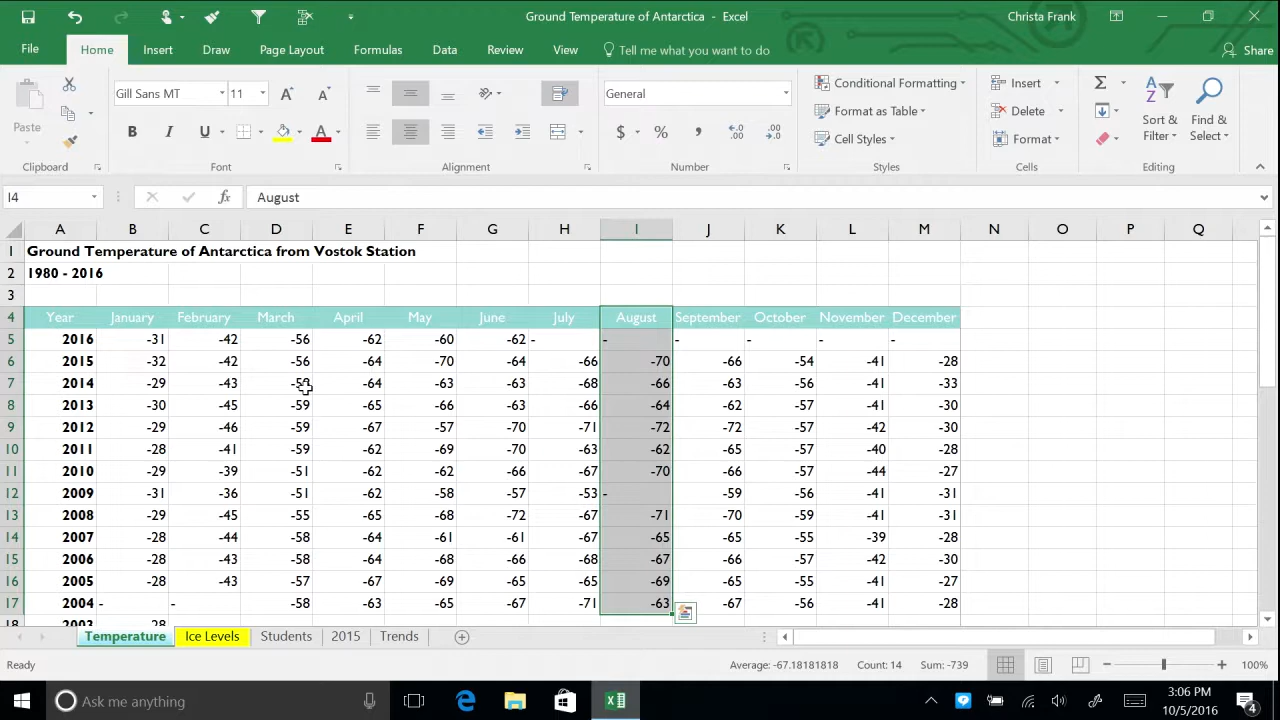 Ground Temperature of Antarctica - Excel
Christa Frank
File Home Insert Draw Page Layout Formulas Data Review View Tell me what you want to do Share
Paste
Gill Sans MT 11
General
B I U
Conditional Formatting
Format as Table
Cell Styles
Insert
Delete
Format
Sort & Filter
Find & Select
Clipboard Font Alignment Number Styles Cells Editing
I4 fx August
A B C D E F G H I J K L M N O P Q
1 Ground Temperature of Antarctica from Vostok Station
2 1980 - 2016
3
4 Year January February March April May June July August September October November December
5 2016 -31 -42 -56 -62 -60 -62 - - - - - -
6 2015 -32 -42 -56 -64 -70 -64 -66 -70 -66 -54 -41 -28
7 2014 -29 -43 -64 -63 -63 -68 -66 -63 -56 -41 -33
8 2013 -30 -45 -59 -65 -66 -63 -66 -64 -62 -57 -41 -30
9 2012 -29 -46 -59 -67 -57 -70 -71 -72 -72 -57 -42 -30
10 2011 -28 -41 -59 -62 -69 -70 -63 -62 -65 -57 -40 -28
11 2010 -29 -39 -51 -62 -62 -66 -67 -70 -66 -57 -44 -27
12 2009 -31 -36 -51 -62 -58 -57 -53 - -59 -56 -41 -31
13 2008 -29 -45 -55 -65 -68 -72 -67 -71 -70 -59 -41 -31
14 2007 -28 -44 -58 -64 -61 -61 -67 -65 -65 -55 -39 -28
15 2006 -28 -43 -58 -64 -68 -66 -68 -67 -66 -57 -42 -30
16 2005 -28 -43 -57 -67 -69 -65 -65 -69 -65 -55 -41 -27
17 2004 - - -58 -63 -65 -67 -71 -63 -67 -56 -41 -28
Temperature Ice Levels Students 2015 Trends
Ready Average: -67.18181818 Count: 14 Sum: -739 100%
Ask me anything
3:06 PM
10/5/2016
4